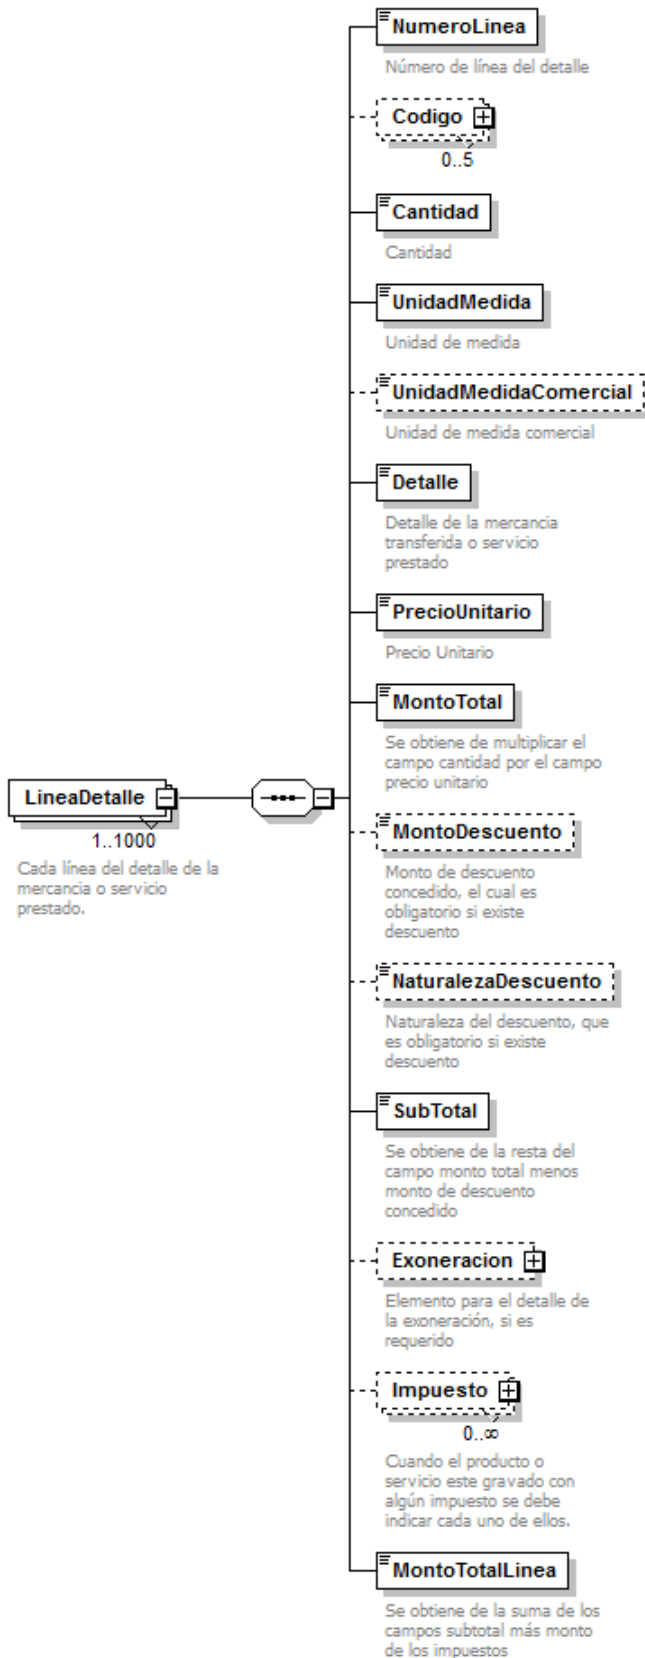 NumeroLinea
Número de línea del detalle
Codigo
0..5
Cantidad
Cantidad
UnidadMedida
Unidad de medida
UnidadMedidaComercial
Unidad de medida comercial
Detalle
Detalle de la mercancia
transferida o servicio
prestado
PrecioUnitario
Precio Unitario
MontoTotal
Se obtiene de multiplicar el
campo cantidad por el campo
precio unitario
LineaDetalle
1..1000
Cada línea del detalle de la
mercancia o servicio
prestado.
MontoDescuento
Monto de descuento
concedido, el cual es
obligatorio si existe
descuento
NaturalezaDescuento
Naturaleza del descuento, que
es obligatorio si existe
descuento
SubTotal
Se obtiene de la resta del
campo monto total menos
monto de descuento
concedido
Exoneracion
Elemento para el detalle de
la exoneración, si es
requerido
Impuesto
0..∞
Cuando el producto o
servicio este gravado con
algún impuesto se debe
indicar cada uno de ellos.
MontoTotalLinea
Se obtiene de la suma de los
campos subtotal más monto
de los impuestos